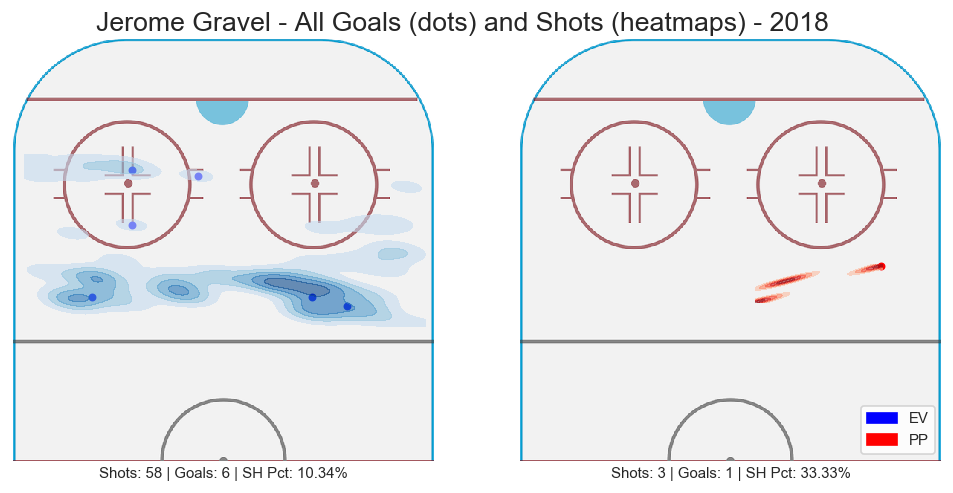 Jerome Gravel - All Goals (dots) and Shots (heatmaps) - 2018
EV
PP
Shots: 58 | Goals: 6 | SH Pct: 10.34%
Shots: 3 | Goals: 1 | SH Pct: 33.33%